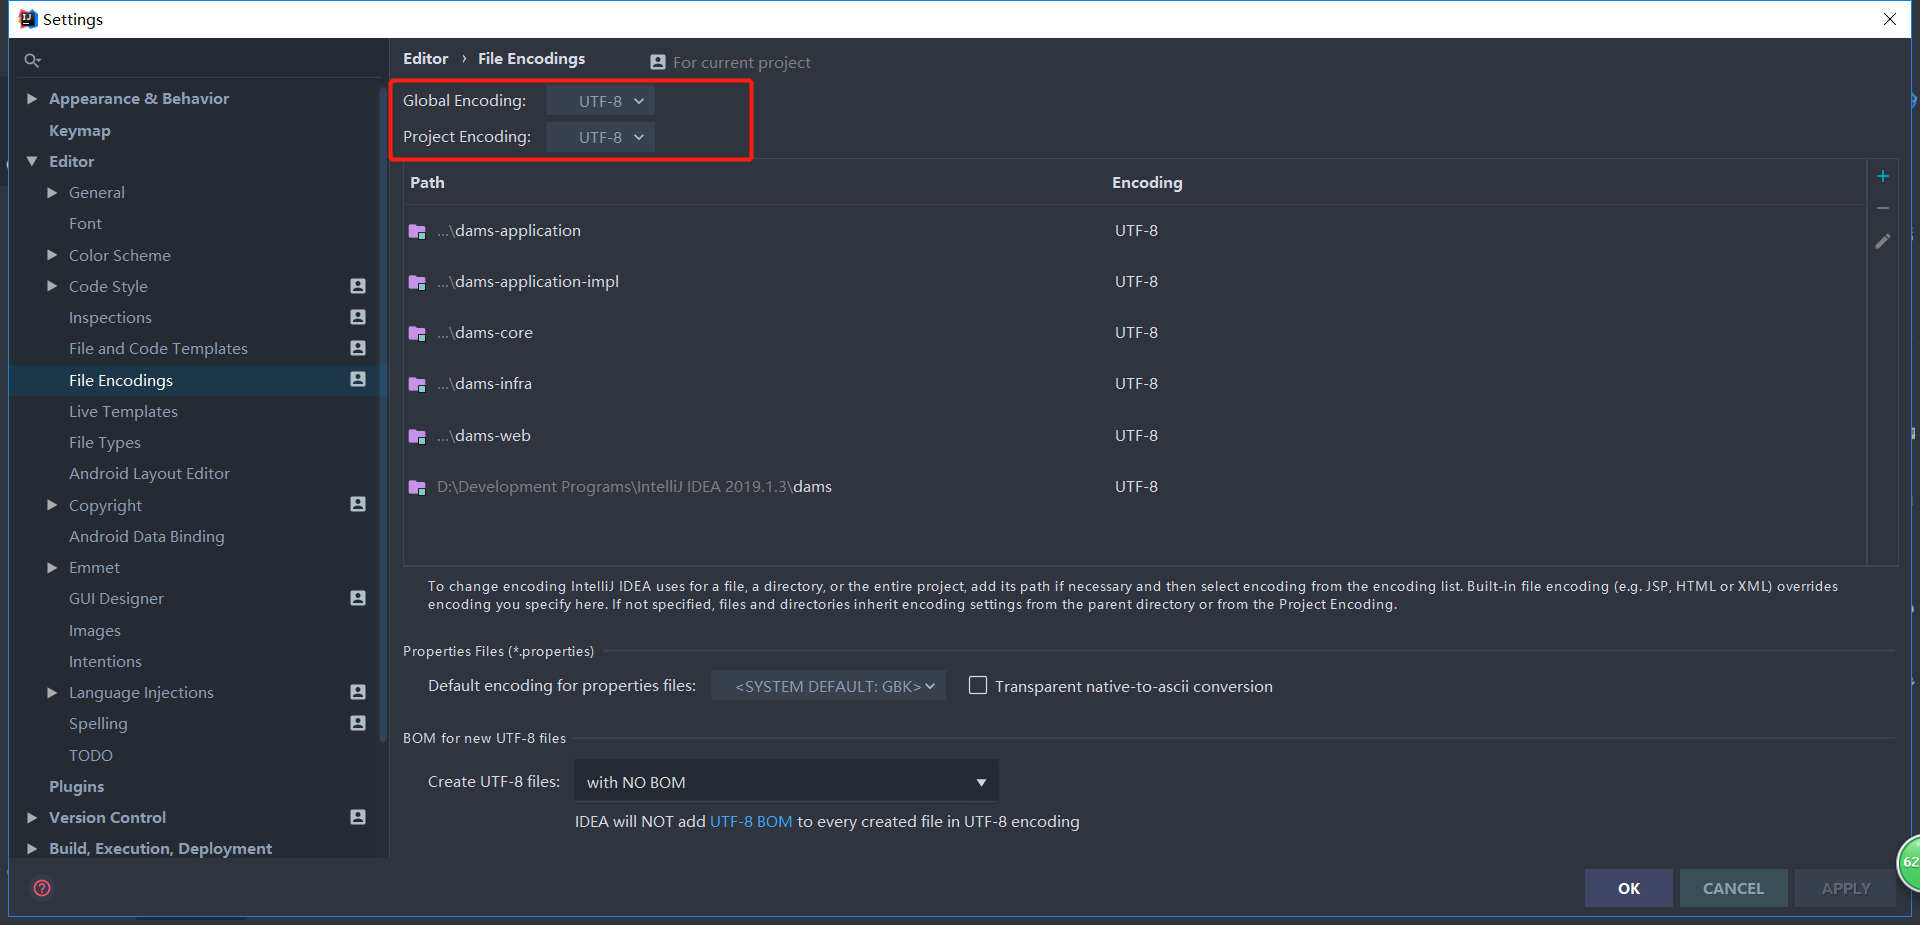 Settings
Editor › File Encodings For current project
Global Encoding: UTF-8
Project Encoding: UTF-8
Appearance & Behavior
Keymap
Editor
General
Font
Color Scheme
Code Style
Inspections
File and Code Templates
File Encodings
Live Templates
File Types
Android Layout Editor
Copyright
Android Data Binding
Emmet
GUI Designer
Images
Intentions
Language Injections
Spelling
TODO
Plugins
Version Control
Build, Execution, Deployment
Path Encoding
...\dams-application UTF-8
...\dams-application-impl UTF-8
...\dams-core UTF-8
...\dams-infra UTF-8
...\dams-web UTF-8
D:\Development Programs\IntelliJ IDEA 2019.1.3\dams UTF-8
To change encoding IntelliJ IDEA uses for a file, a directory, or the entire project, add its path if necessary and then select encoding from the encoding list. Built-in file encoding (e.g. JSP, HTML or XML) overrides
encoding you specify here. If not specified, files and directories inherit encoding settings from the parent directory or from the Project Encoding.
Properties Files (*.properties)
Default encoding for properties files: <SYSTEM DEFAULT: GBK> Transparent native-to-ascii conversion
BOM for new UTF-8 files
Create UTF-8 files: with NO BOM
IDEA will NOT add UTF-8 BOM to every created file in UTF-8 encoding
62
OK CANCEL APPLY